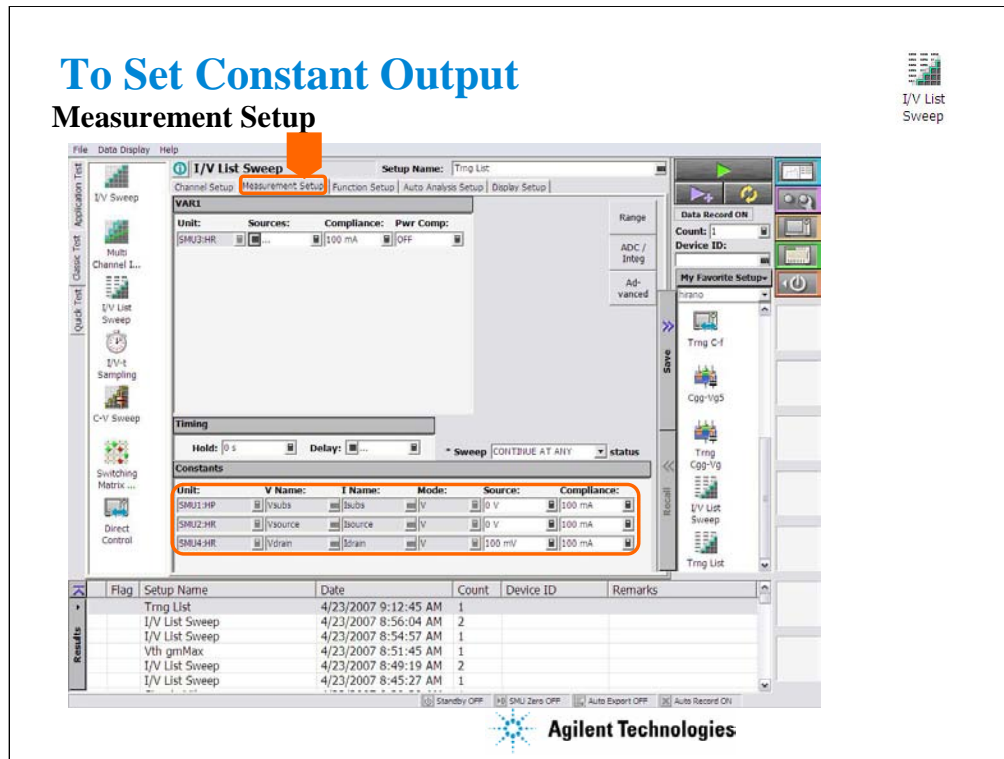 To Set Constant Output
I/V List
Sweep
Measurement Setup
File Data Display Help
Application Test
Classic Test
Quick Test
I/V Sweep
Multi
Channel I...
I/V List
Sweep
I/V-t
Sampling
C-V Sweep
Switching
Matrix ...
Direct
Control
I/V List Sweep
Setup Name: Trng List
Channel Setup Measurement Setup Function Setup Auto Analysis Setup Display Setup
VAR1
Unit: Sources: Compliance: Pwr Comp:
SMU3:HR ... 100 mA OFF
Range
ADC /
Integ
Ad-
vanced
Timing
Hold: 0 s Delay: ... * Sweep CONTINUE AT ANY status
Constants
Unit: V Name: I Name: Mode: Source: Compliance:
SMU1:HP Vsubs Isubs V 0 V 100 mA
SMU2:HR Vsource Isource V 0 V 100 mA
SMU4:HR Vdrain Idrain V 100 mV 100 mA
Save
Recall
Data Record ON
Count: 1
Device ID:
My Favorite Setup
hirano
Trng C-f
Cgg-Vg5
Trng
Cgg-Vg
I/V List
Sweep
Trng List
Results
Flag Setup Name Date Count Device ID Remarks
Trng List 4/23/2007 9:12:45 AM 1
I/V List Sweep 4/23/2007 8:56:04 AM 2
I/V List Sweep 4/23/2007 8:54:57 AM 1
Vth gmMax 4/23/2007 8:51:45 AM 1
I/V List Sweep 4/23/2007 8:49:19 AM 2
I/V List Sweep 4/23/2007 8:45:27 AM 1
Standby OFF SMU Zero OFF Auto Export OFF Auto Record ON
Agilent Technologies